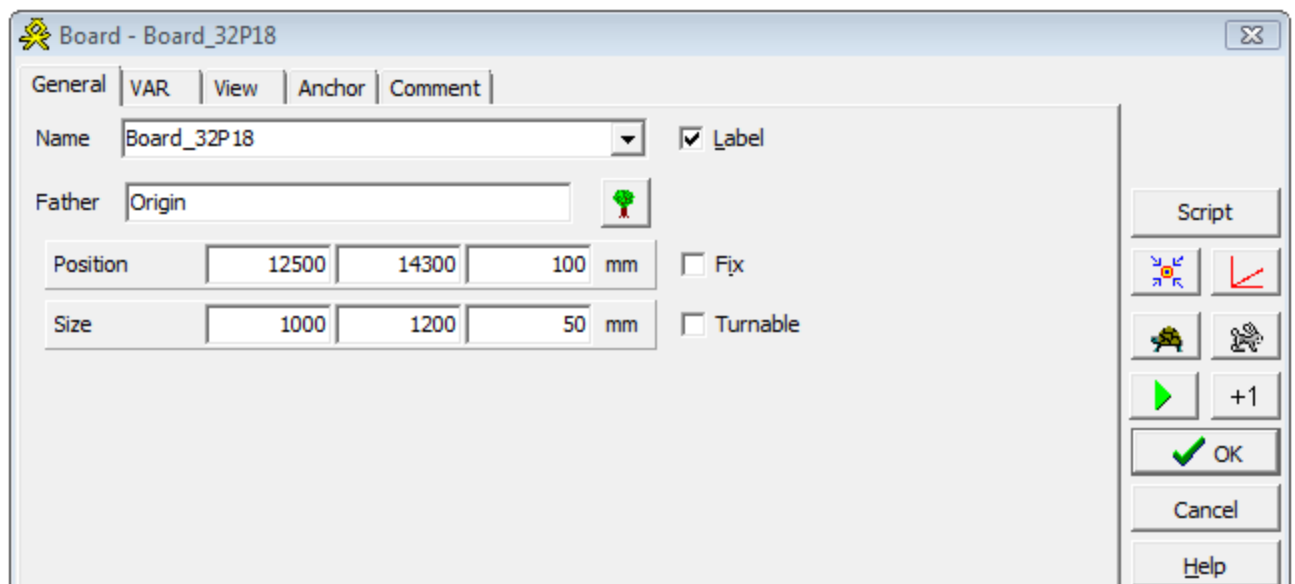 Board - Board_32P18
General VAR View Anchor Comment
Name Board_32P18 Label
Father Origin
Script
Position 12500 14300 100 mm Fix
Size 1000 1200 50 mm Turnable
+1
OK
Cancel
Help